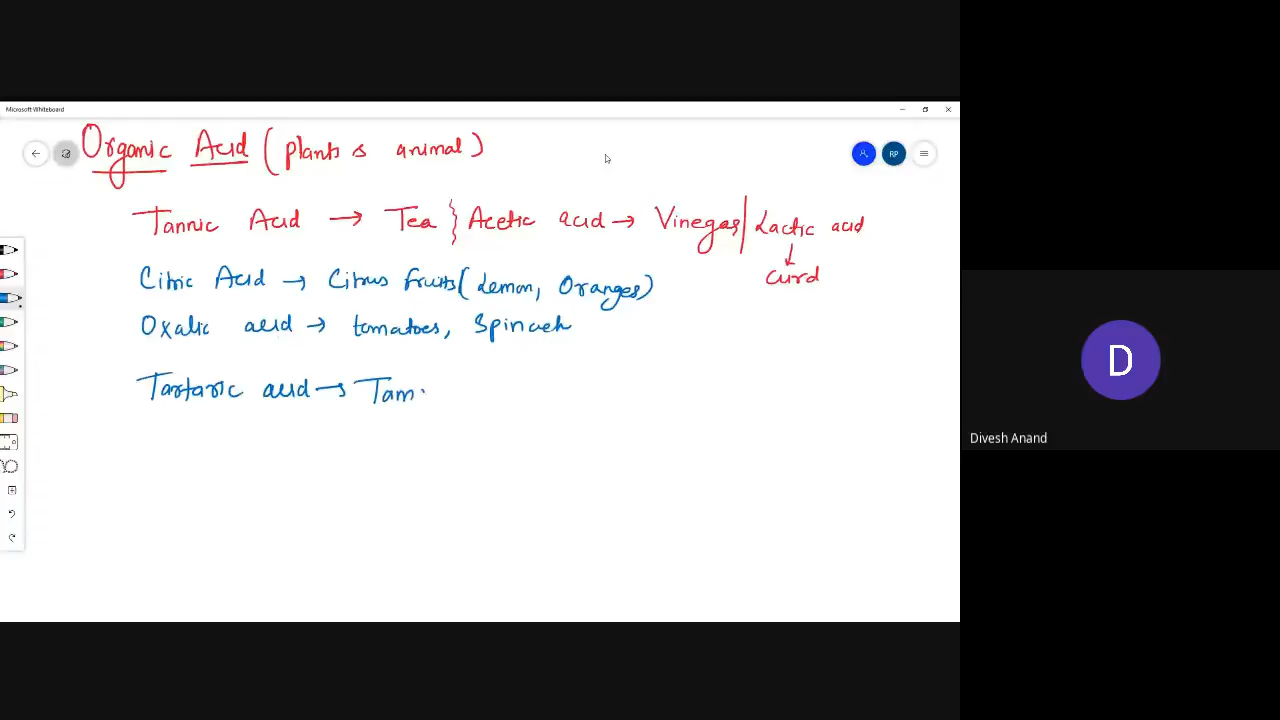 Microsoft Whiteboard
Organic Acid (plants & animal)
RP
Tannic Acid → Tea } Acetic acid → Vinegar | Lactic acid
↓
curd
Citric Acid → Citrus fruits (Lemon, Oranges)
Oxalic acid → tomatoes, Spinach
Tartaric acid → Tam
D
Divesh Anand